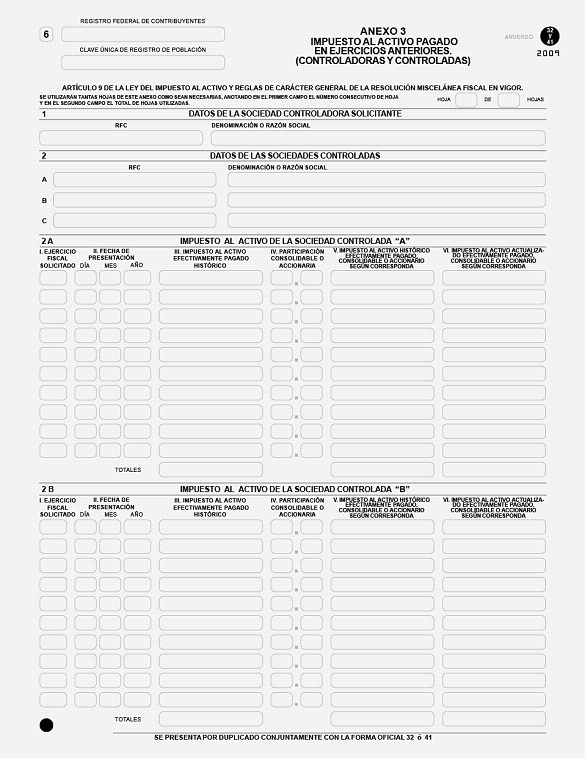 REGISTRO FEDERAL DE CONTRIBUYENTES
6
CLAVE ÚNICA DE REGISTRO DE POBLACIÓN
ANEXO 3
IMPUESTO AL ACTIVO PAGADO
EN EJERCICIOS ANTERIORES.
(CONTROLADORAS Y CONTROLADAS)
ANVERSO
32
y
41
2009
ARTÍCULO 9 DE LA LEY DEL IMPUESTO AL ACTIVO Y REGLAS DE CARÁCTER GENERAL DE LA RESOLUCIÓN MISCELÁNEA FISCAL EN VIGOR.
SE UTILIZARÁN TANTAS HOJAS DE ESTE ANEXO COMO SEAN NECESARIAS, ANOTANDO EN EL PRIMER CAMPO EL NÚMERO CONSECUTIVO DE HOJA
Y EN EL SEGUNDO CAMPO EL TOTAL DE HOJAS UTILIZADAS.
HOJA DE HOJAS
1 DATOS DE LA SOCIEDAD CONTROLADORA SOLICITANTE
RFC DENOMINACIÓN O RAZÓN SOCIAL
2 DATOS DE LAS SOCIEDADES CONTROLADAS
RFC DENOMINACIÓN O RAZÓN SOCIAL
A
B
C
2 A IMPUESTO AL ACTIVO DE LA SOCIEDAD CONTROLADA “A”
I. EJERCICIO
FISCAL
SOLICITADO
II. FECHA DE
PRESENTACIÓN
DÍA MES AÑO
III. IMPUESTO AL ACTIVO
EFECTIVAMENTE PAGADO
HISTÓRICO
IV. PARTICIPACIÓN
CONSOLIDABLE O
ACCIONARIA
V. IMPUESTO AL ACTIVO HISTÓRICO
EFECTIVAMENTE PAGADO,
CONSOLIDABLE O ACCIONARIO
SEGÚN CORRESPONDA
VI. IMPUESTO AL ACTIVO ACTUALIZA-
DO EFECTIVAMENTE PAGADO,
CONSOLIDABLE O ACCIONARIO
SEGÚN CORRESPONDA
TOTALES
2 B IMPUESTO AL ACTIVO DE LA SOCIEDAD CONTROLADA “B”
I. EJERCICIO
FISCAL
SOLICITADO
II. FECHA DE
PRESENTACIÓN
DÍA MES AÑO
III. IMPUESTO AL ACTIVO
EFECTIVAMENTE PAGADO
HISTÓRICO
IV. PARTICIPACIÓN
CONSOLIDABLE O
ACCIONARIA
V. IMPUESTO AL ACTIVO HISTÓRICO
EFECTIVAMENTE PAGADO,
CONSOLIDABLE O ACCIONARIO
SEGÚN CORRESPONDA
VI. IMPUESTO AL ACTIVO ACTUALIZA-
DO EFECTIVAMENTE PAGADO,
CONSOLIDABLE O ACCIONARIO
SEGÚN CORRESPONDA
TOTALES
SE PRESENTA POR DUPLICADO CONJUNTAMENTE CON LA FORMA OFICIAL 32 ó 41